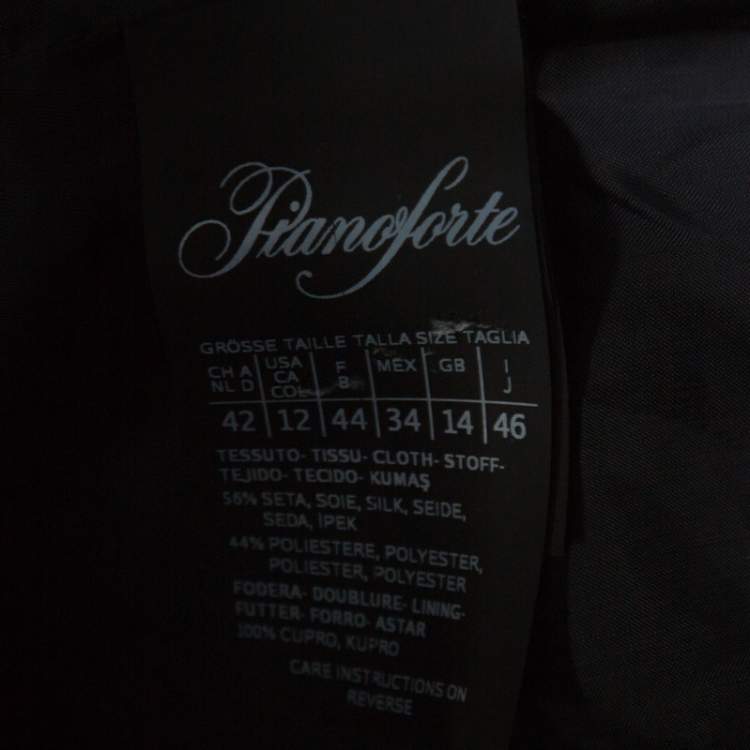 Pianoforte
GRÖSSE TAILLE TALLA SIZE TAGLIA
CH A NL D | USA CA COL | F B | MEX | GB | I J
42 | 12 | 44 | 34 | 14 | 46
TESSUTO- TISSU- CLOTH- STOFF-
TEJIDO- TECIDO- KUMAŞ
56% SETA, SOIE, SILK, SEIDE,
SEDA, İPEK
44% POLIESTERE, POLYESTER,
POLIESTER, POLYESTER
FODERA- DOUBLURE- LINING-
FUTTER- FORRO- ASTAR
100% CUPRO, KUPRO
CARE INSTRUCTIONS ON
REVERSE